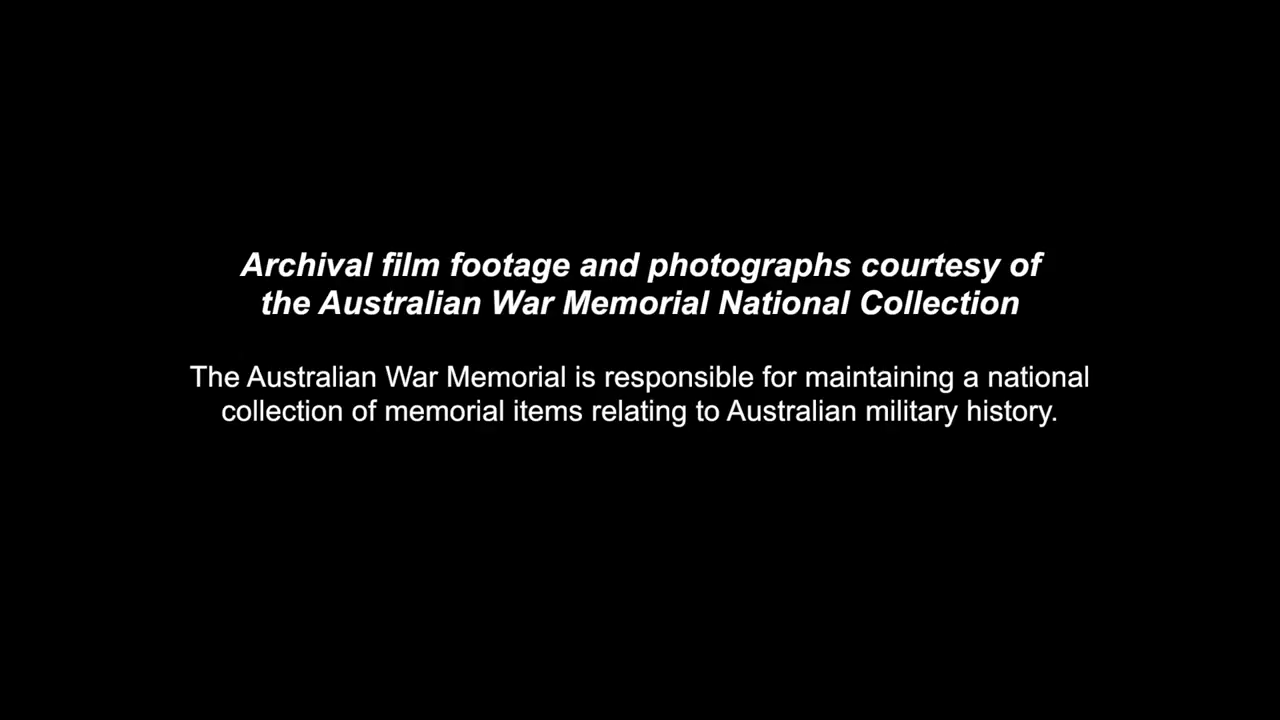 Archival film footage and photographs courtesy of
the Australian War Memorial National Collection
The Australian War Memorial is responsible for maintaining a national
collection of memorial items relating to Australian military history.